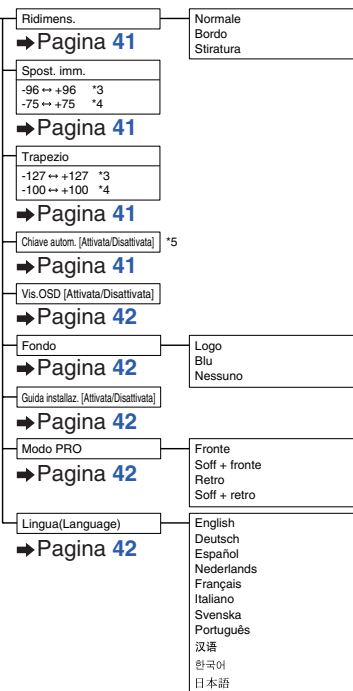 Ridimens.
Normale
Bordo
Stiratura
➡Pagina 41
Spost. imm.
-96 ↔ +96 *3
-75 ↔ +75 *4
➡Pagina 41
Trapezio
-127 ↔ +127 *3
-100 ↔ +100 *4
➡Pagina 41
Chiave autom. [Attivata/Disattivata] *5
➡Pagina 41
Vis.OSD [Attivata/Disattivata]
➡Pagina 42
Fondo
Logo
Blu
Nessuno
➡Pagina 42
Guida installaz. [Attivata/Disattivata]
➡Pagina 42
Modo PRO
Fronte
Soff + fronte
Retro
Soff + retro
➡Pagina 42
Lingua(Language)
English
Deutsch
Español
Nederlands
Français
Italiano
Svenska
Português
汉语
한국어
日本語
➡Pagina 42